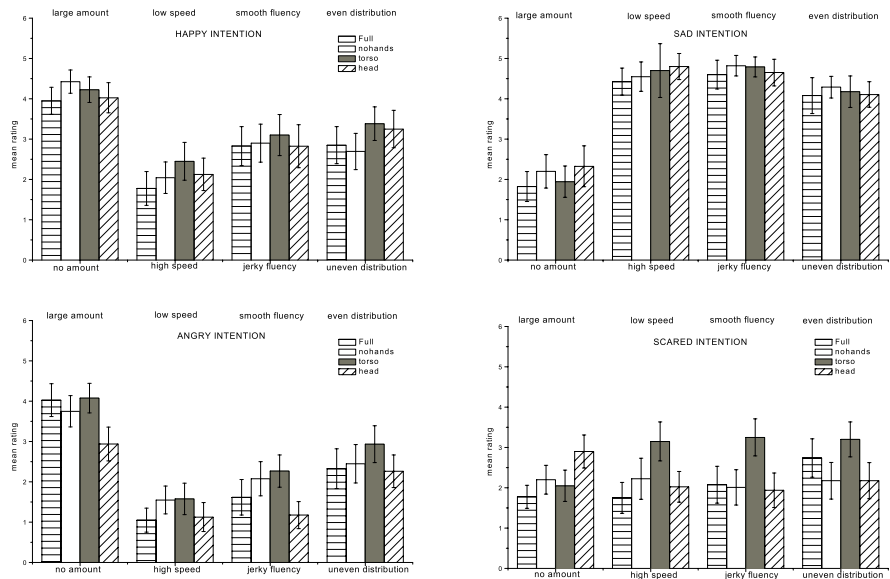 large amount low speed smooth fluency even distribution
HAPPY INTENTION
Full
nohands
torso
head
mean rating
6
5
4
3
2
1
0
no amount high speed jerky fluency uneven distribution
large amount low speed smooth fluency even distribution
SAD INTENTION
mean rating
6
5
4
3
2
1
0
no amount high speed jerky fluency uneven distribution
large amount low speed smooth fluency even distribution
ANGRY INTENTION
Full
nohands
torso
head
mean rating
6
5
4
3
2
1
0
no amount high speed jerky fluency uneven distribution
large amount low speed smooth fluency even distribution
SCARED INTENTION
Full
nohands
torso
head
mean rating
6
5
4
3
2
1
0
no amount high speed jerky fluency uneven distribution